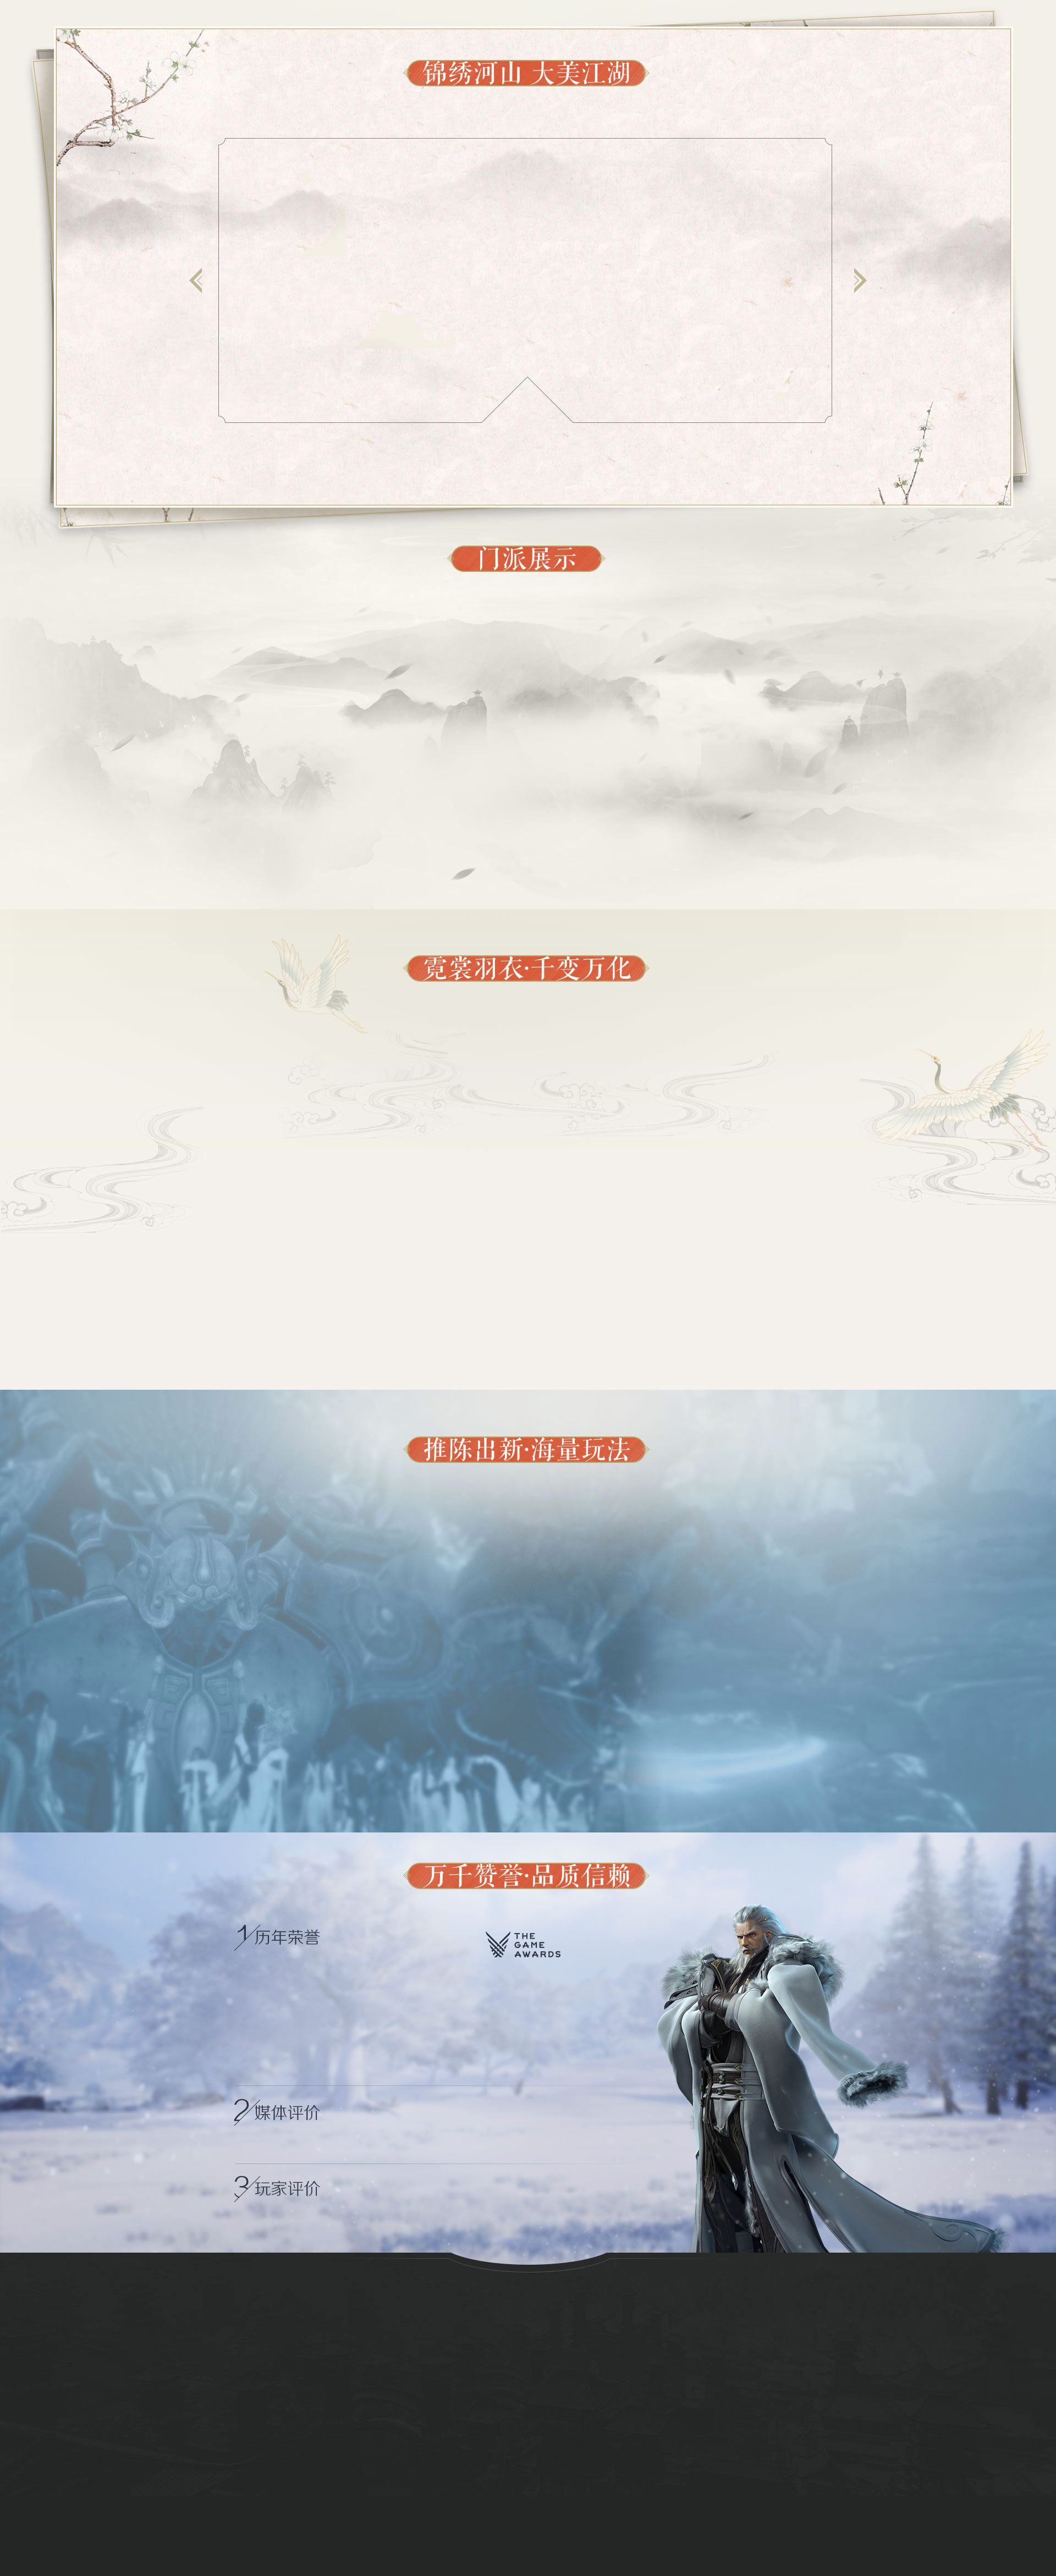 锦绣河山 大美江湖
门派展示
霓裳羽衣·千变万化
推陈出新·海量玩法
万千赞誉·品质信赖
1 历年荣誉
THE
GAME
AWARDS
2 媒体评价
3 玩家评价